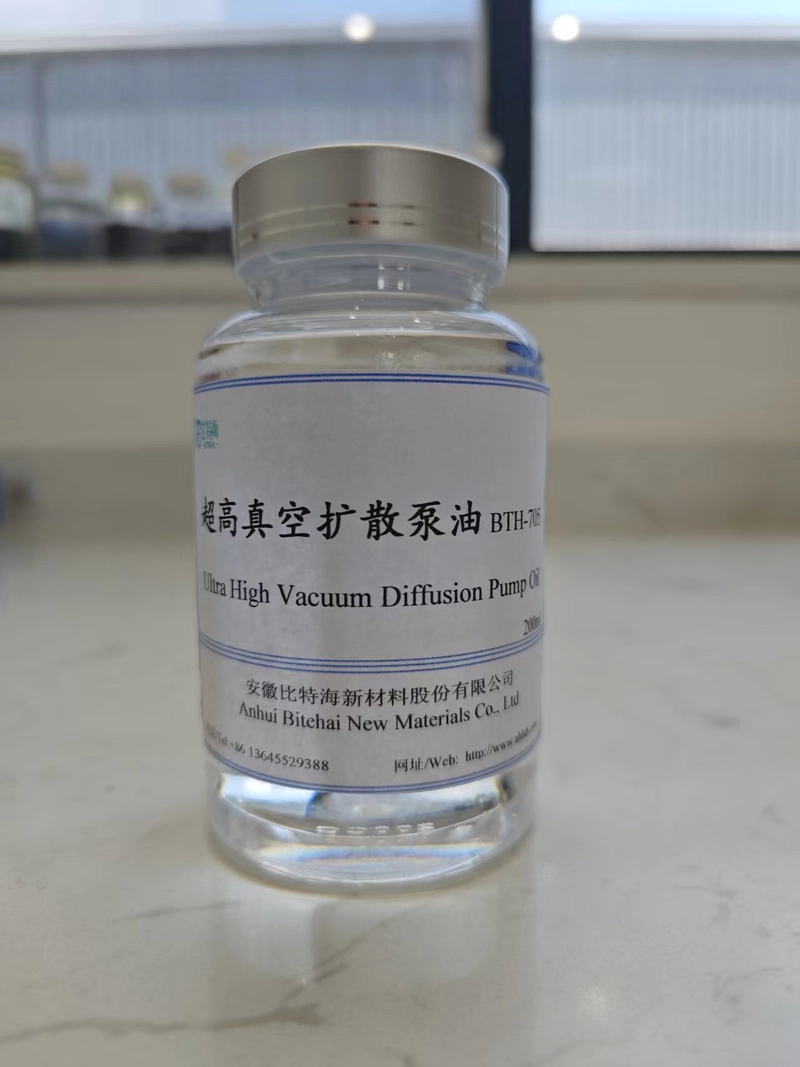 超高真空扩散泵油 BTH-705
Ultra High Vacuum Diffusion Pump Oil
200ml
安徽比特海新材料股份有限公司
Anhui Bitehai New Materials Co., Ltd
Tel:+86 13645529388
网址/Web: http://www.